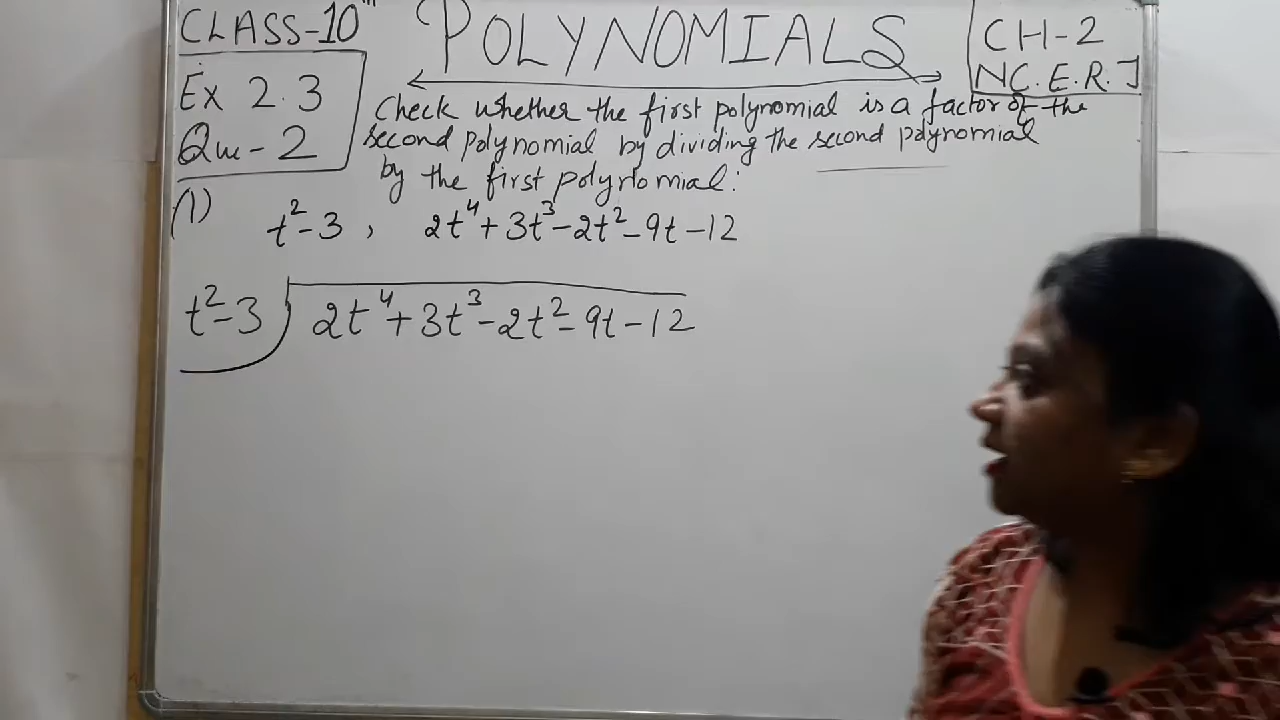 CLASS-10th
POLYNOMIALS
CH-2
N.C.E.R.T
Ex 2.3
Qus-2
Check whether the first polynomial is a factor of the
second polynomial by dividing the second polynomial
by the first polynomial:
(1) t²-3 , 2t⁴+3t³-2t²-9t-12
t²-3 ) 2t⁴+3t³-2t²-9t-12